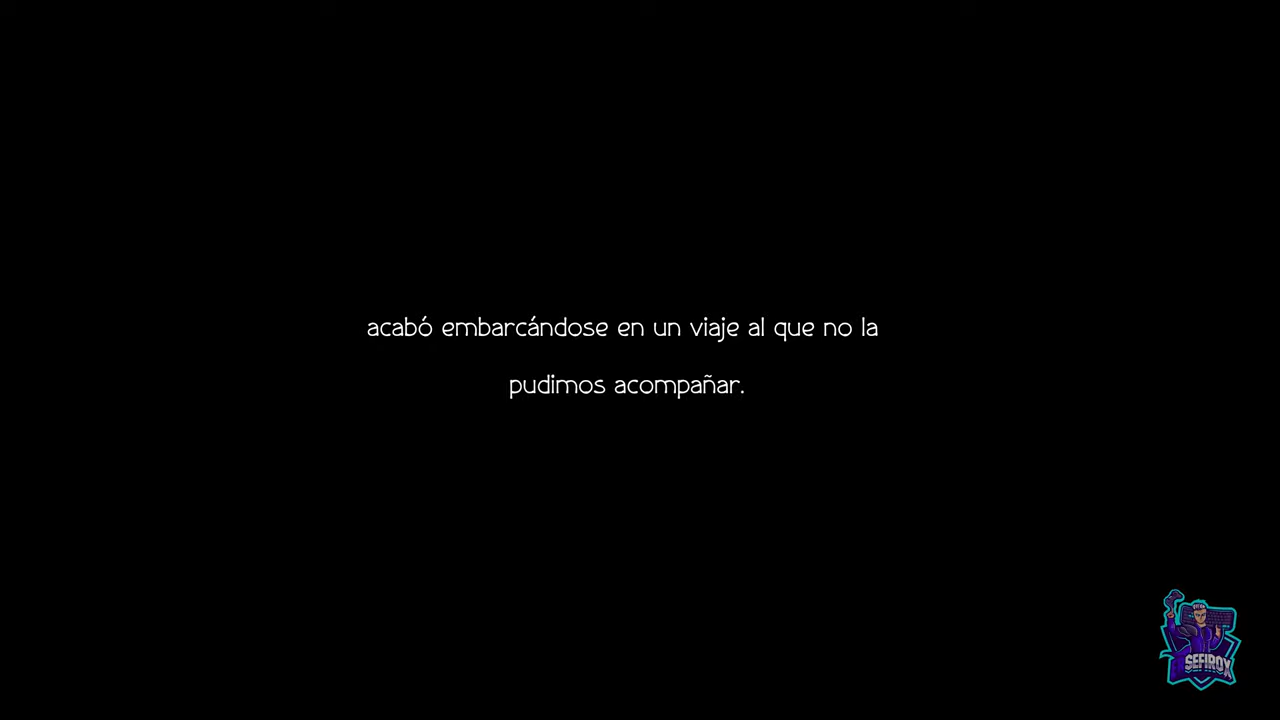 acabó embarcándose en un viaje al que no la
pudimos acompañar.
SEFIROX